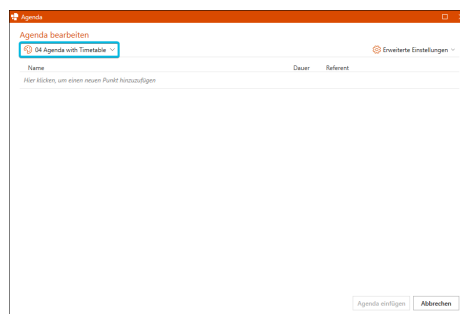 Agenda
Agenda bearbeiten
04 Agenda with Timetable
Erweiterte Einstellungen
Name Dauer Referent
Hier klicken, um einen neuen Punkt hinzuzufügen
Agenda einfügen Abbrechen